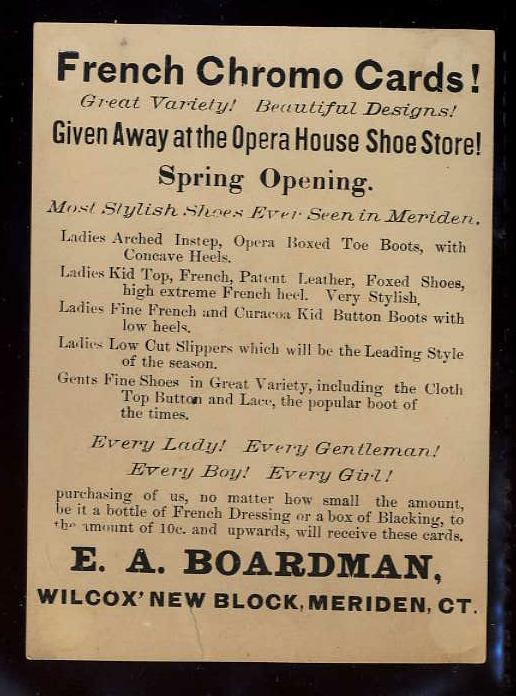 French Chromo Cards!
Great Variety! Beautiful Designs!
Given Away at the Opera House Shoe Store!
Spring Opening.
Most Stylish Shoes Ever Seen in Meriden.
Ladies Arched Instep, Opera Boxed Toe Boots, with
Concave Heels.
Ladies Kid Top, French, Patent Leather, Foxed Shoes,
high extreme French heel. Very Stylish.
Ladies Fine French and Curacoa Kid Button Boots with
low heels.
Ladies Low Cut Slippers which will be the Leading Style
of the season.
Gents Fine Shoes in Great Variety, including the Cloth
Top Button and Lace, the popular boot of
the times.
Every Lady! Every Gentleman!
Every Boy! Every Girl!
purchasing of us, no matter how small the amount,
be it a bottle of French Dressing or a box of Blacking, to
the amount of 10c. and upwards, will receive these cards.
E. A. BOARDMAN,
WILCOX' NEW BLOCK, MERIDEN, CT.